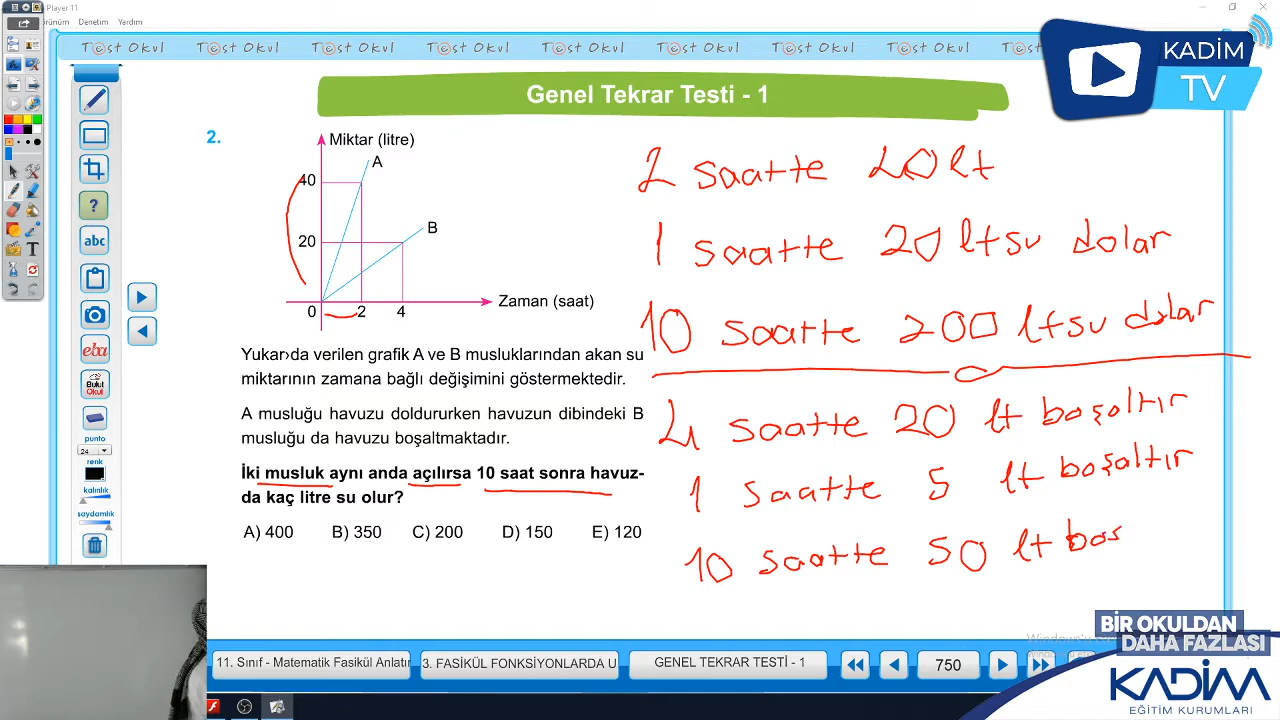 Player 11
Görünüm Denetim Yardım
Test Okul Test Okul Test Okul Test Okul Test Okul Test Okul Test Okul Test Okul
KADİM
TV
Genel Tekrar Testi - 1
2.
Miktar (litre)
A
40
B
20
Zaman (saat)
0 2 4
2 saatte 40 lt
1 saatte 20 lt su dolar
10 saatte 200 lt su dolar
4 saatte 20 lt boşaltır
1 saatte 5 lt boşaltır
10 saatte 50 lt boş
Yukarıda verilen grafik A ve B musluklarından akan su
miktarının zamana bağlı değişimini göstermektedir.
A musluğu havuzu doldururken havuzun dibindeki B
musluğu da havuzu boşaltmaktadır.
İki musluk aynı anda açılırsa 10 saat sonra havuz-
da kaç litre su olur?
A) 400 B) 350 C) 200 D) 150 E) 120
T
?
abc
eba
Bulut
Okul
punto
24
renk
kalınlık
saydamlık
BİR OKULDAN
DAHA FAZLASI
KADİM
EĞİTİM KURUMLARI
11. Sınıf - Matematik Fasikül Anlatır
3. FASİKÜL FONKSİYONLARDA U
GENEL TEKRAR TESTİ - 1
750